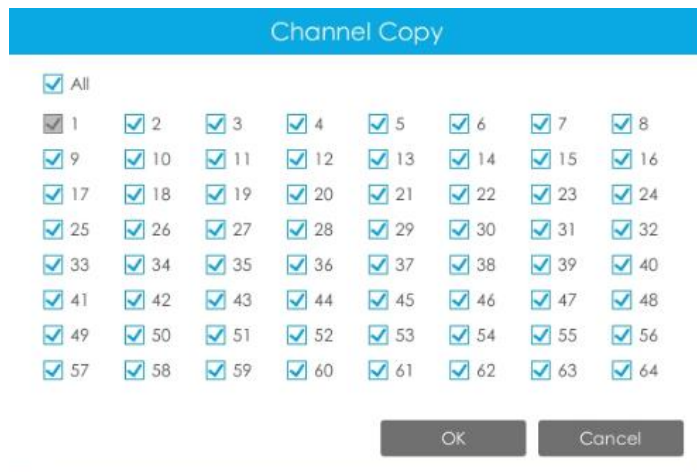 Channel Copy
All
1 2 3 4 5 6 7 8
9 10 11 12 13 14 15 16
17 18 19 20 21 22 23 24
25 26 27 28 29 30 31 32
33 34 35 36 37 38 39 40
41 42 43 44 45 46 47 48
49 50 51 52 53 54 55 56
57 58 59 60 61 62 63 64
OK Cancel